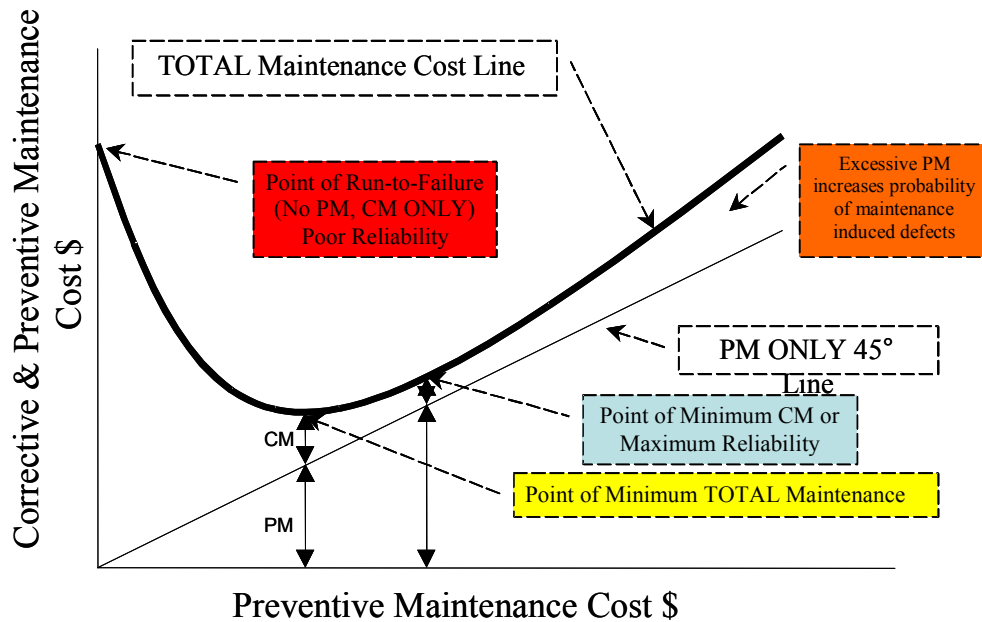 Corrective & Preventive Maintenance
Cost $
TOTAL Maintenance Cost Line
Point of Run-to-Failure
(No PM, CM ONLY)
Poor Reliability
Excessive PM
increases probability
of maintenance
induced defects
PM ONLY 45°
Line
Point of Minimum CM or
Maximum Reliability
CM
Point of Minimum TOTAL Maintenance
PM
Preventive Maintenance Cost $